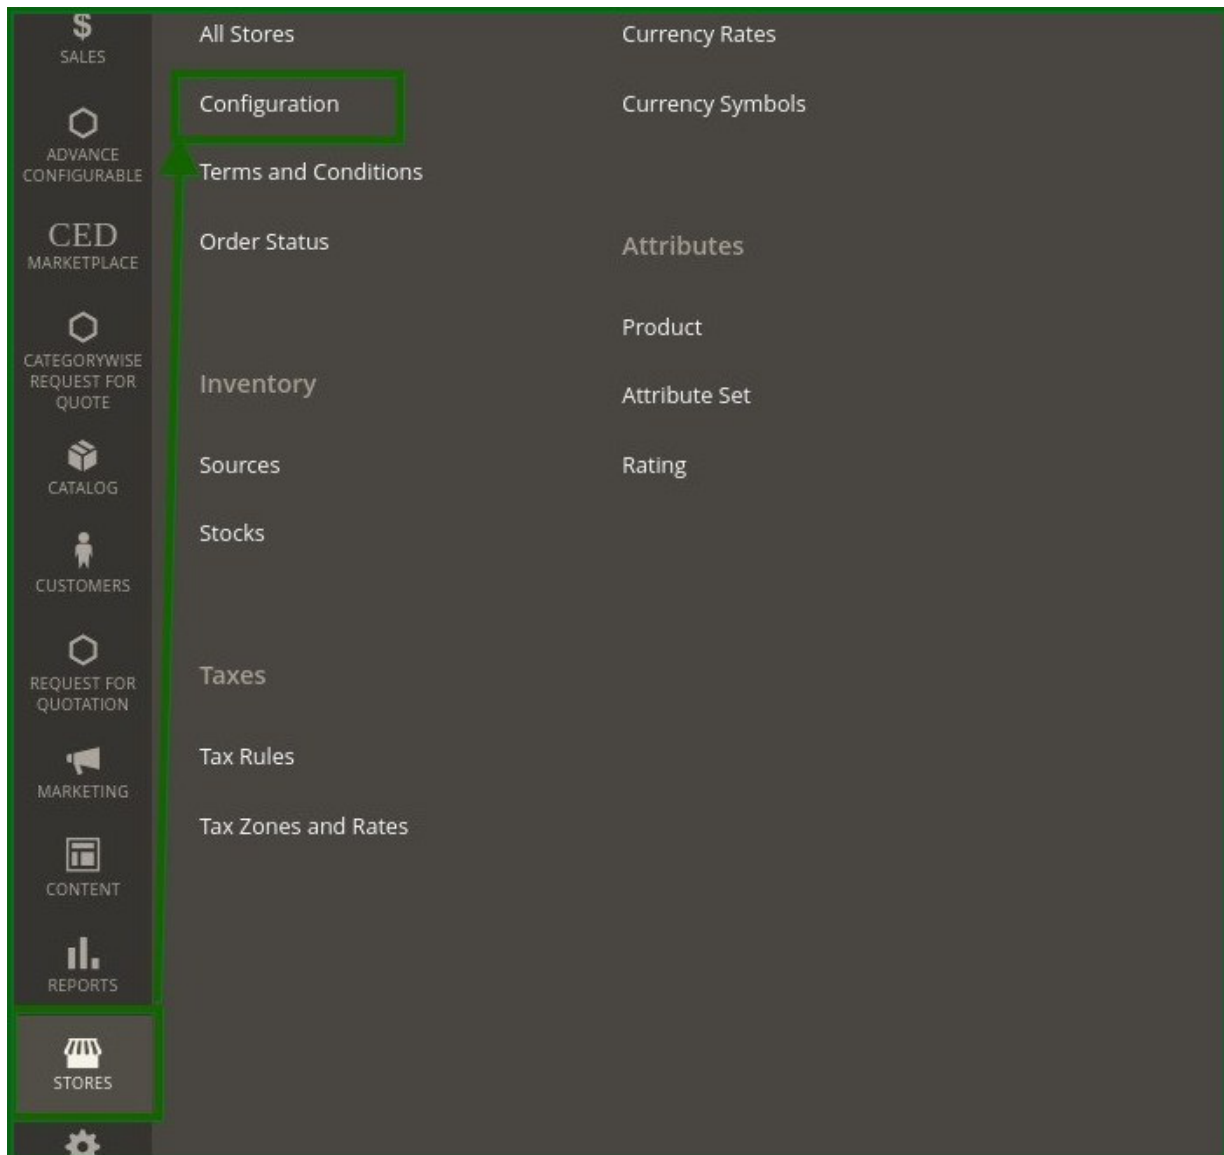 SALES
ADVANCE
CONFIGURABLE
CED
MARKETPLACE
CATEGORYWISE
REQUEST FOR
QUOTE
CATALOG
CUSTOMERS
REQUEST FOR
QUOTATION
MARKETING
CONTENT
REPORTS
STORES
All Stores
Configuration
Terms and Conditions
Order Status
Inventory
Sources
Stocks
Taxes
Tax Rules
Tax Zones and Rates
Currency Rates
Currency Symbols
Attributes
Product
Attribute Set
Rating